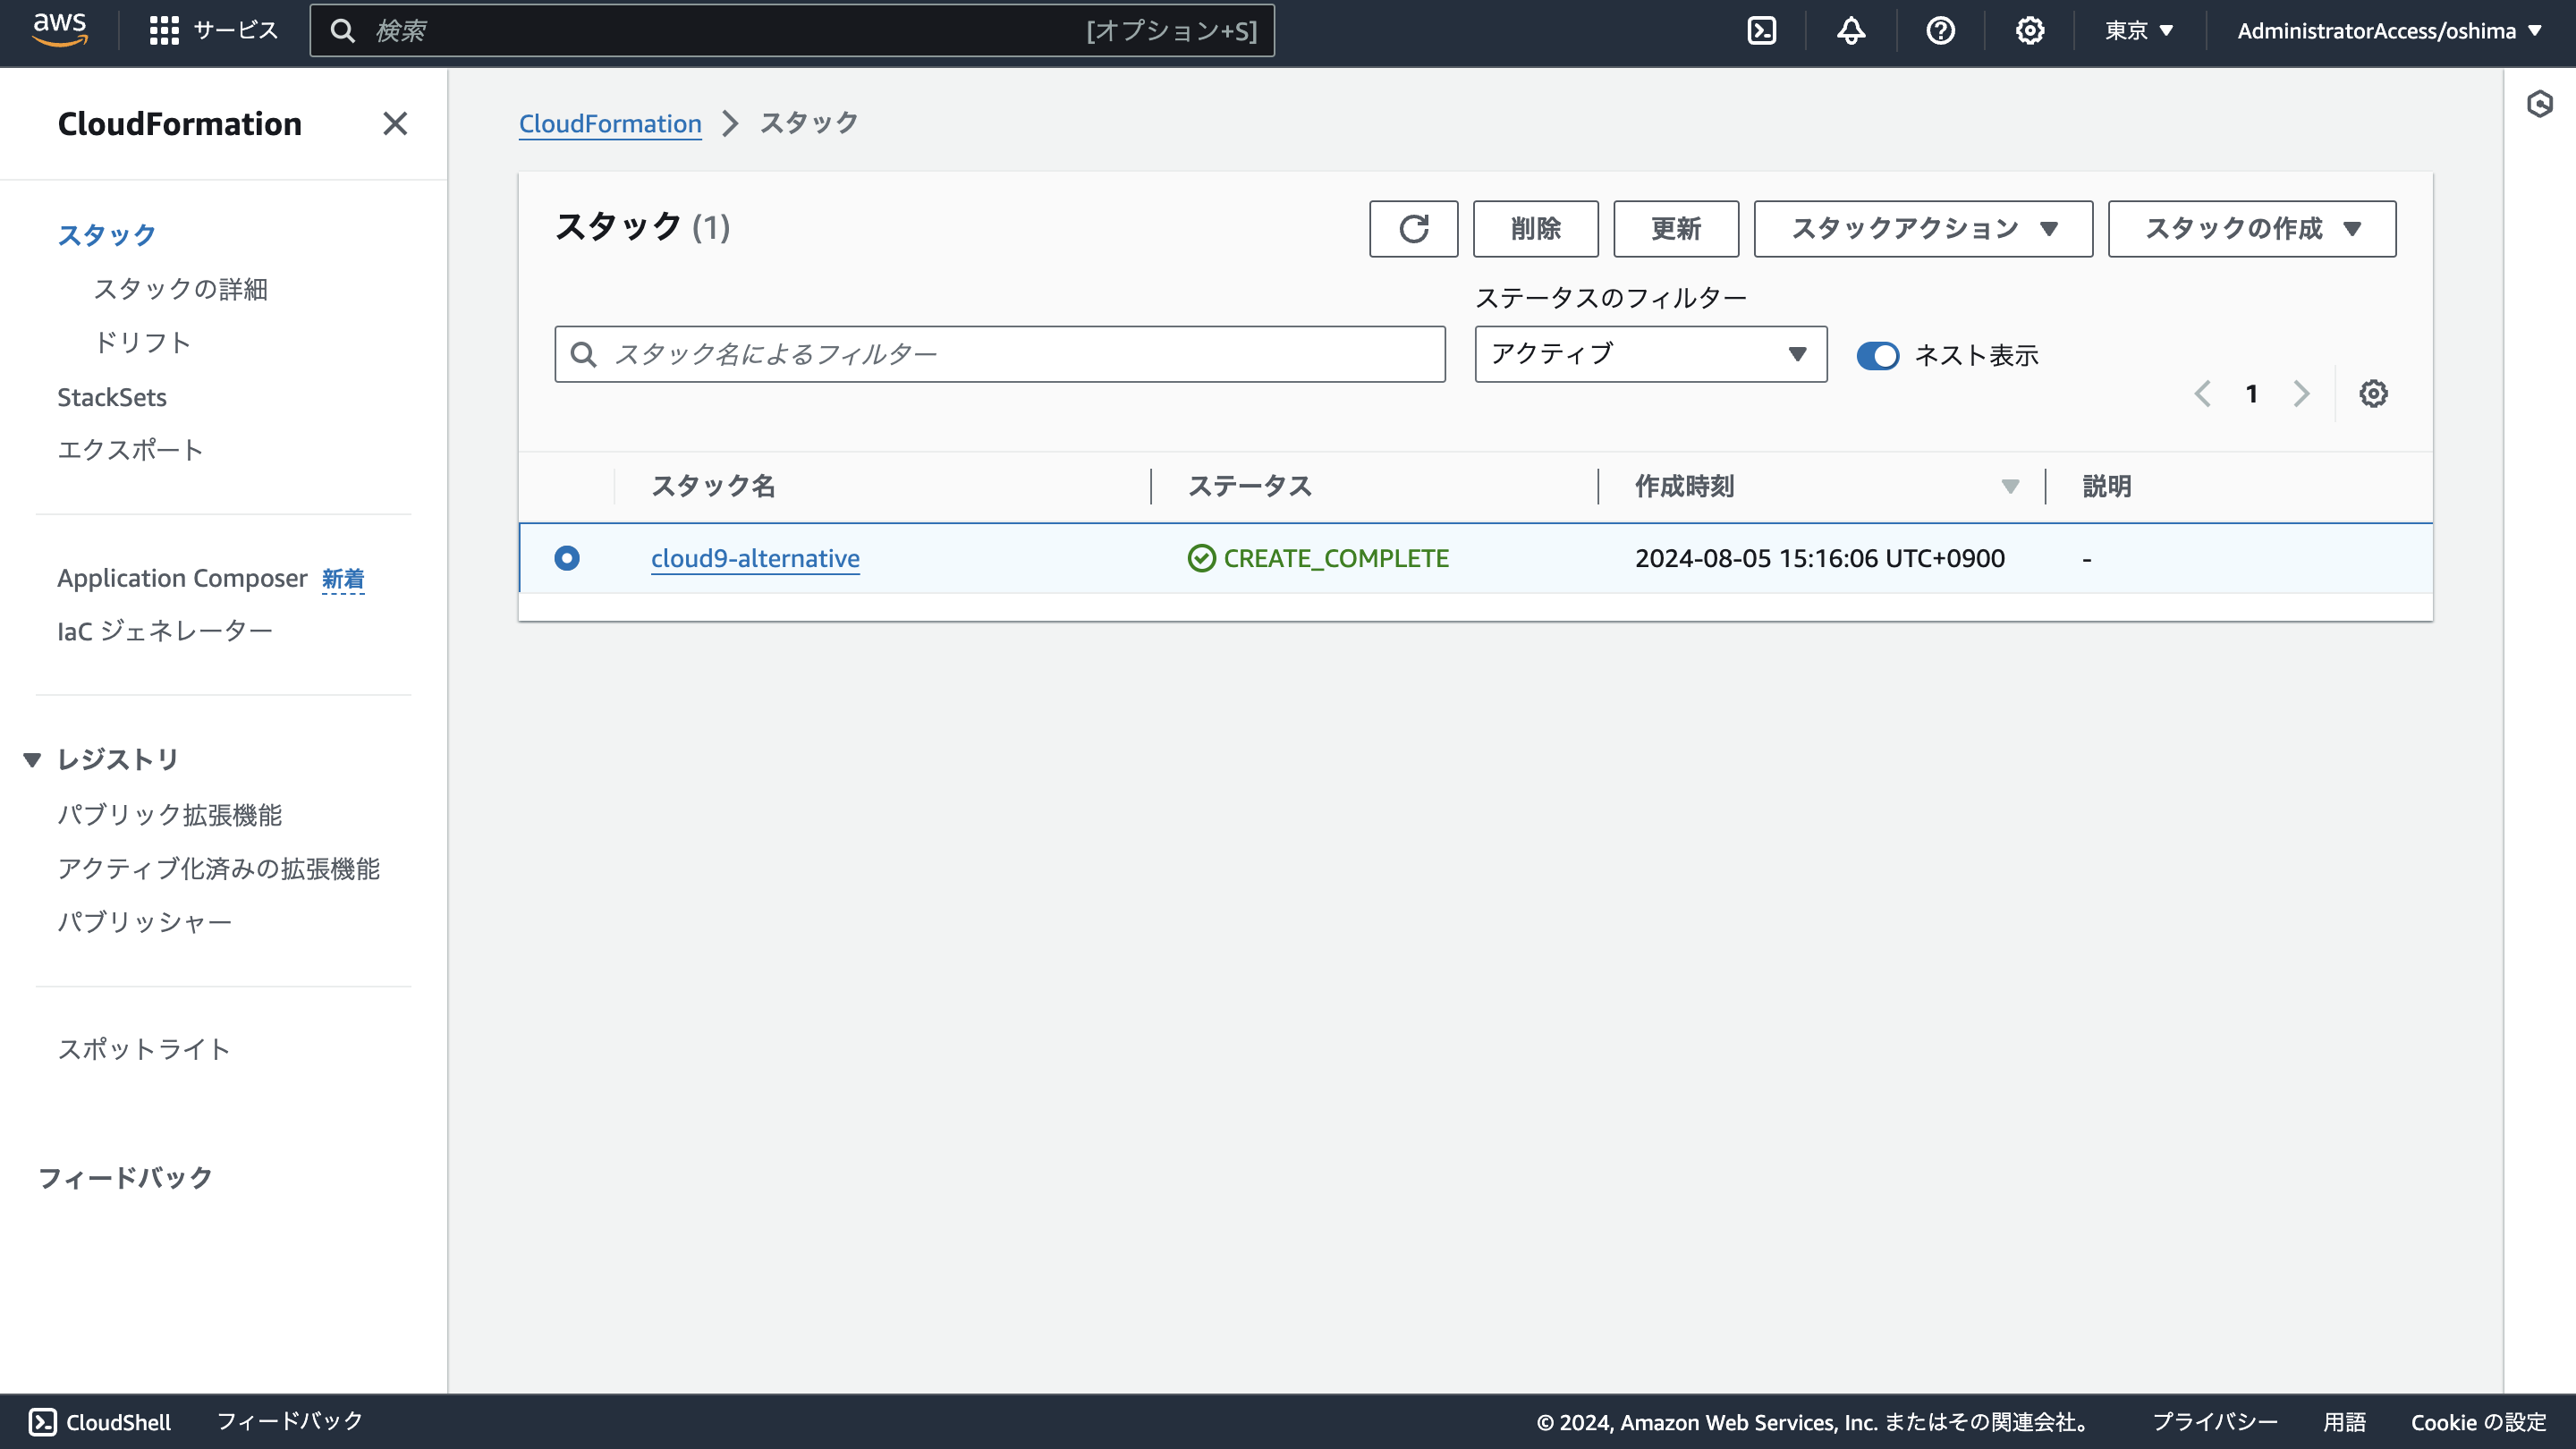 aws
サービス
検索
[オプション+S]
東京
AdministratorAccess/oshima
CloudFormation
スタック
スタックの詳細
ドリフト
StackSets
エクスポート
Application Composer 新着
IaC ジェネレーター
レジストリ
パブリック拡張機能
アクティブ化済みの拡張機能
パブリッシャー
スポットライト
フィードバック
CloudFormation スタック
スタック (1)
削除
更新
スタックアクション
スタックの作成
ステータスのフィルター
スタック名によるフィルター
アクティブ
ネスト表示
1
スタック名 ステータス 作成時刻 説明
cloud9-alternative CREATE_COMPLETE 2024-08-05 15:16:06 UTC+0900 -
CloudShell フィードバック © 2024, Amazon Web Services, Inc. またはその関連会社。 プライバシー 用語 Cookie の設定